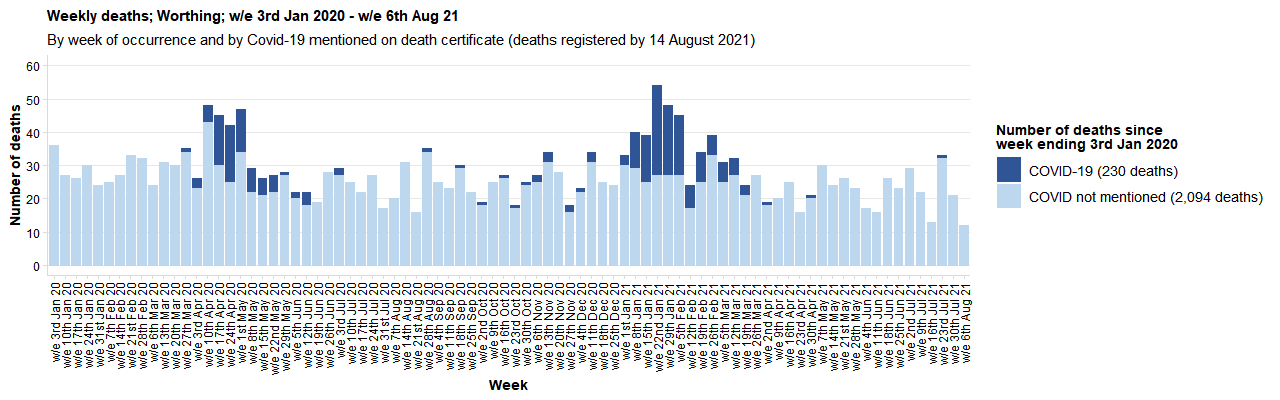 Weekly deaths; Worthing; w/e 3rd Jan 2020 - w/e 6th Aug 21
By week of occurrence and by Covid-19 mentioned on death certificate (deaths registered by 14 August 2021)
Number of deaths
60
50
40
30
20
10
0
w/e 3rd Jan 20
w/e 10th Jan 20
w/e 17th Jan 20
w/e 24th Jan 20
w/e 31st Jan 20
w/e 7th Feb 20
w/e 14th Feb 20
w/e 21st Feb 20
w/e 28th Feb 20
w/e 6th Mar 20
w/e 13th Mar 20
w/e 20th Mar 20
w/e 27th Mar 20
w/e 3rd Apr 20
w/e 10th Apr 20
w/e 17th Apr 20
w/e 24th Apr 20
w/e 1st May 20
w/e 8th May 20
w/e 15th May 20
w/e 22nd May 20
w/e 29th May 20
w/e 5th Jun 20
w/e 12th Jun 20
w/e 19th Jun 20
w/e 26th Jun 20
w/e 3rd Jul 20
w/e 10th Jul 20
w/e 17th Jul 20
w/e 24th Jul 20
w/e 31st Jul 20
w/e 7th Aug 20
w/e 14th Aug 20
w/e 21st Aug 20
w/e 28th Aug 20
w/e 4th Sep 20
w/e 11th Sep 20
w/e 18th Sep 20
w/e 25th Sep 20
w/e 2nd Oct 20
w/e 9th Oct 20
w/e 16th Oct 20
w/e 23rd Oct 20
w/e 30th Oct 20
w/e 6th Nov 20
w/e 13th Nov 20
w/e 20th Nov 20
w/e 27th Nov 20
w/e 4th Dec 20
w/e 11th Dec 20
w/e 18th Dec 20
w/e 25th Dec 20
w/e 1st Jan 21
w/e 8th Jan 21
w/e 15th Jan 21
w/e 22nd Jan 21
w/e 29th Jan 21
w/e 5th Feb 21
w/e 12th Feb 21
w/e 19th Feb 21
w/e 26th Feb 21
w/e 5th Mar 21
w/e 12th Mar 21
w/e 19th Mar 21
w/e 26th Mar 21
w/e 2nd Apr 21
w/e 9th Apr 21
w/e 16th Apr 21
w/e 23rd Apr 21
w/e 30th Apr 21
w/e 7th May 21
w/e 14th May 21
w/e 21st May 21
w/e 28th May 21
w/e 4th Jun 21
w/e 11th Jun 21
w/e 18th Jun 21
w/e 25th Jun 21
w/e 2nd Jul 21
w/e 9th Jul 21
w/e 16th Jul 21
w/e 23rd Jul 21
w/e 30th Jul 21
w/e 6th Aug 21
Week
Number of deaths since
week ending 3rd Jan 2020
COVID-19 (230 deaths)
COVID not mentioned (2,094 deaths)